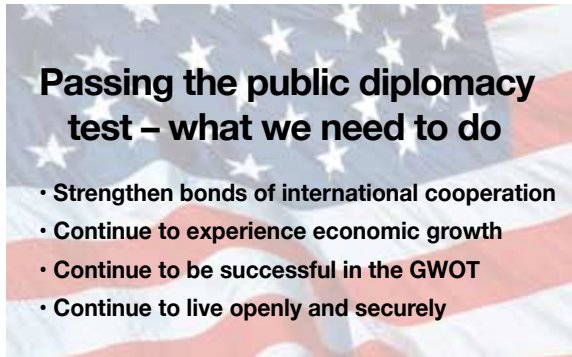 Passing the public diplomacy
test – what we need to do
· Strengthen bonds of international cooperation
· Continue to experience economic growth
· Continue to be successful in the GWOT
· Continue to live openly and securely